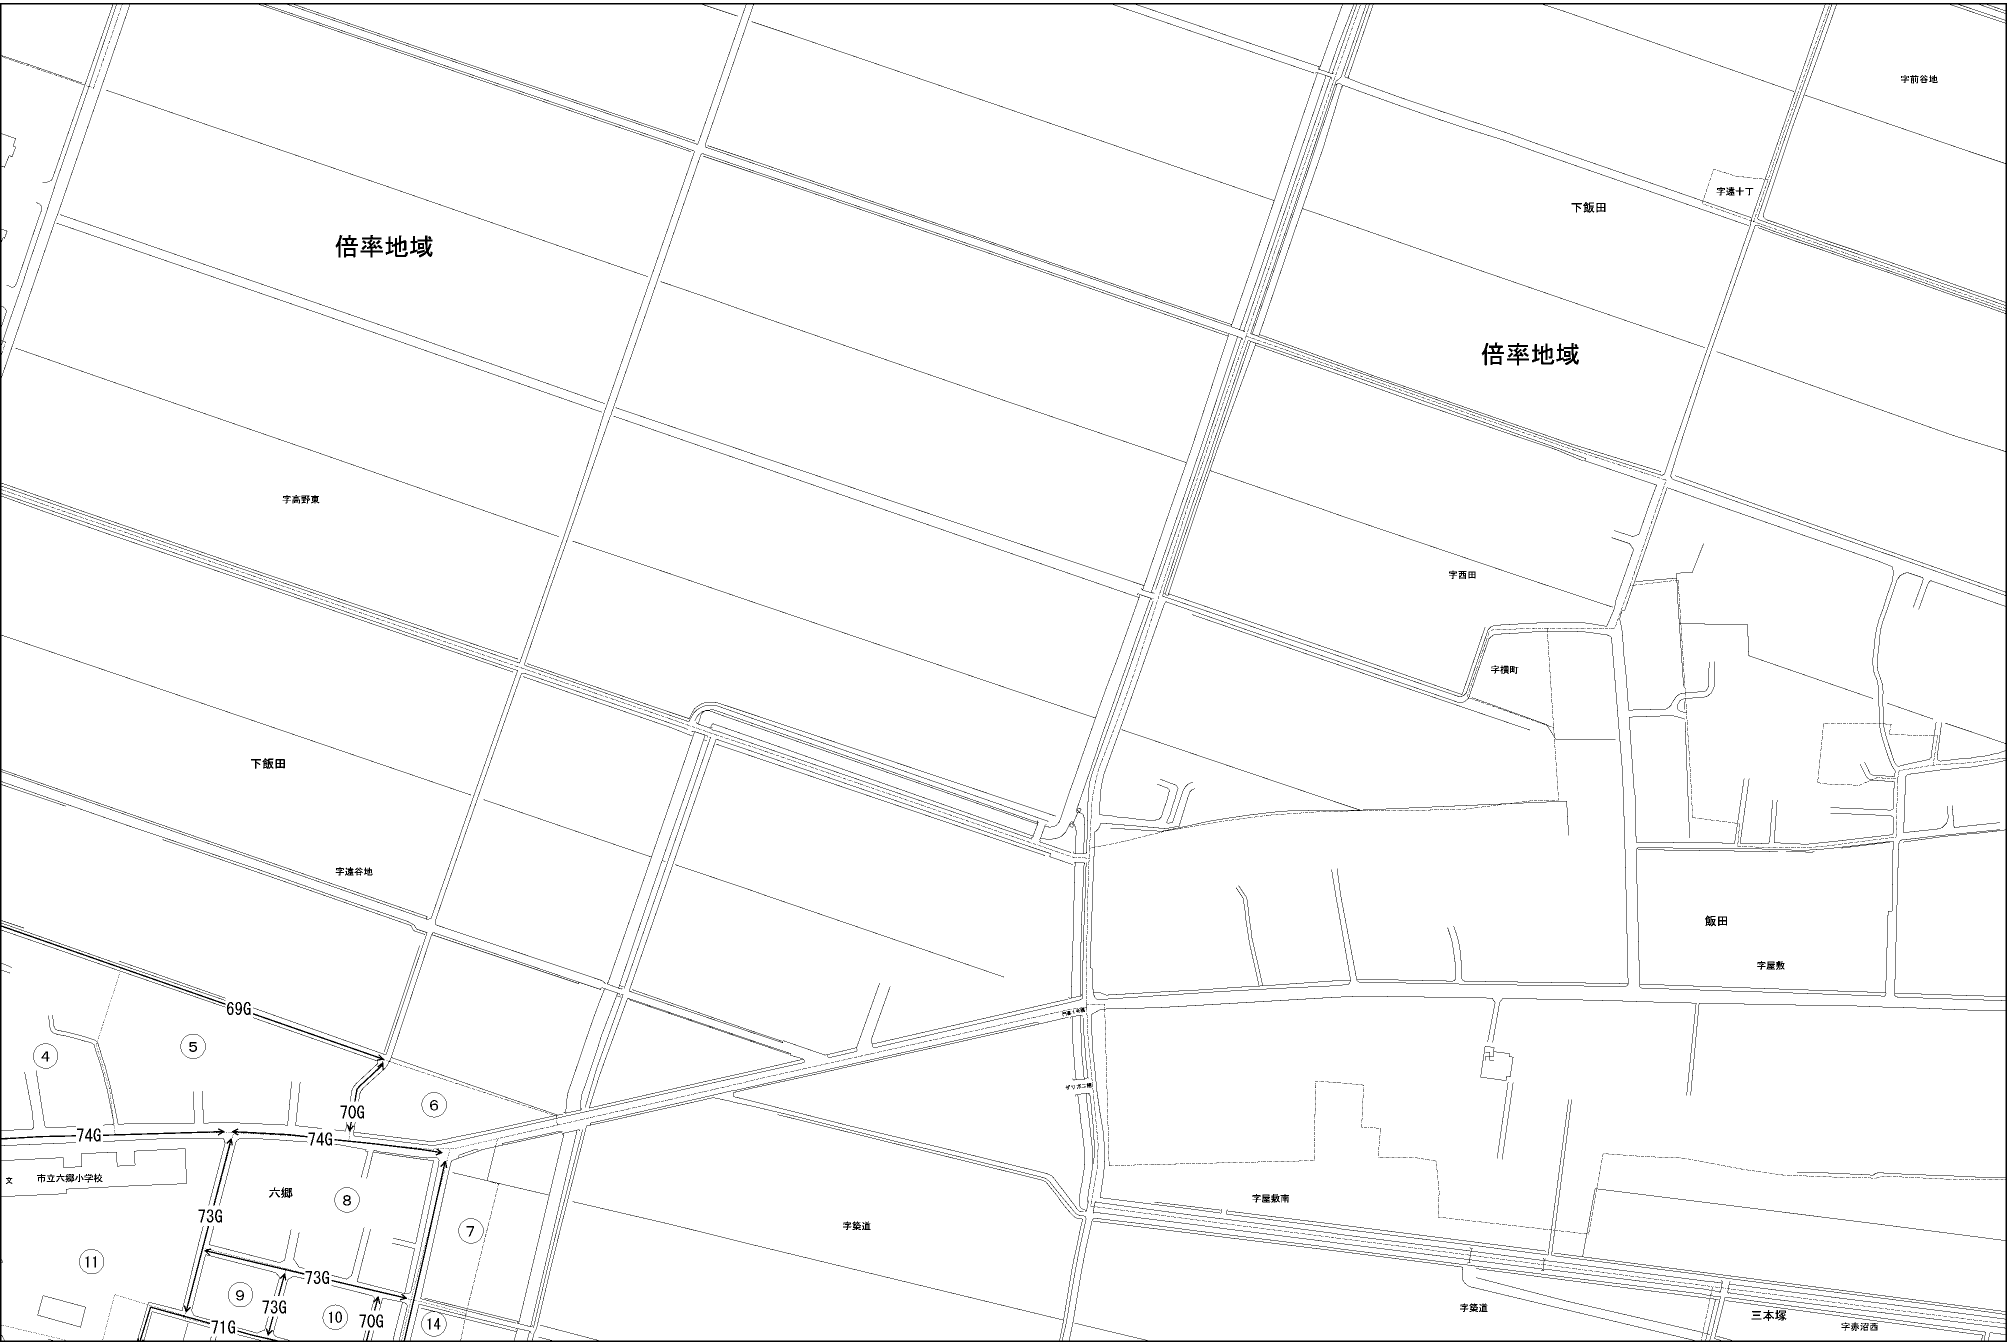 字前谷地
字遠十丁
下飯田
倍率地域
倍率地域
字高野東
字西田
字横町
下飯田
字遠谷地
飯田
字屋敷
69G
④
⑤
⑥
70G
74G
74G
文
市立六郷小学校
六郷
⑧
字屋敷南
73G
字築道
⑦
⑪
73G
⑨
73G
⑩
70G
⑭
71G
字築道
三本塚
字赤沼西